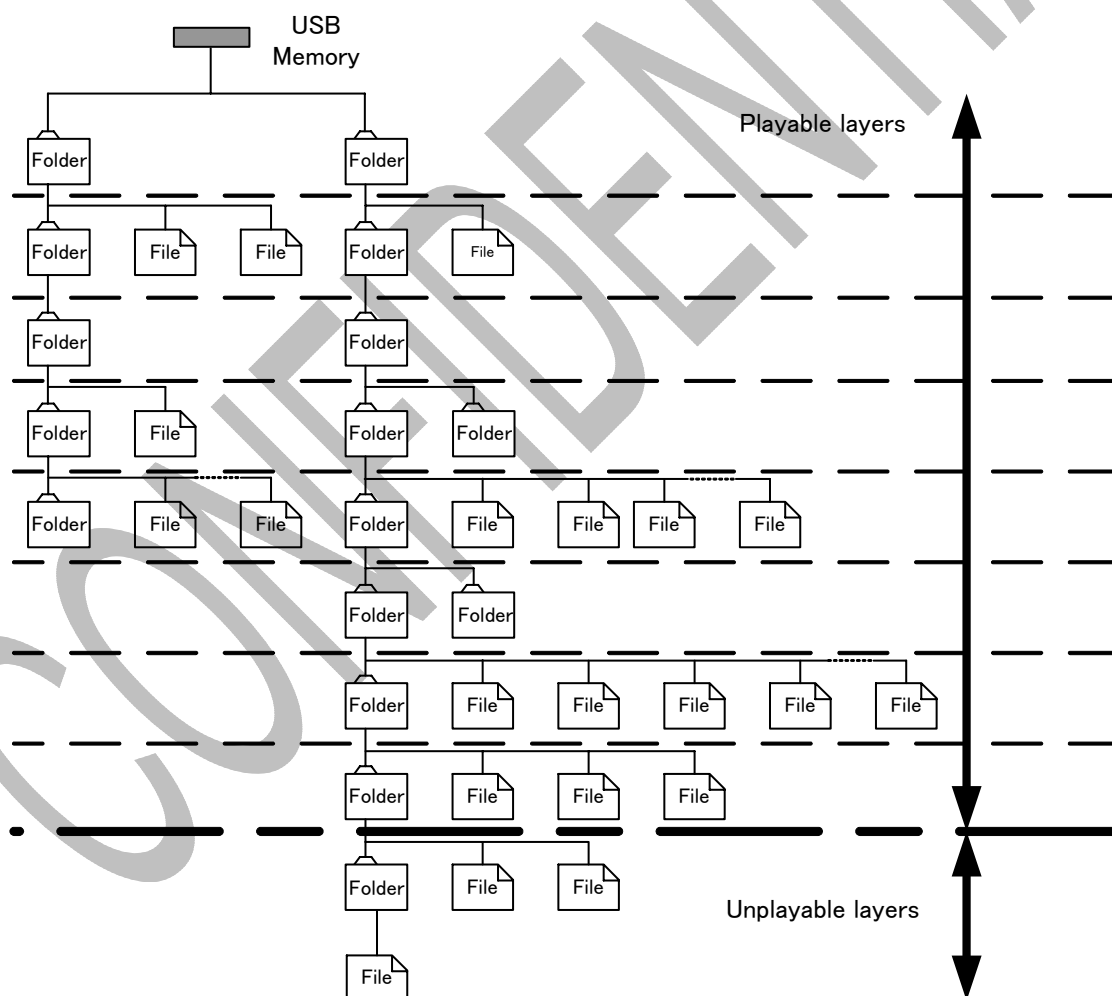 USB
Memory
Playable layers
Folder Folder
Folder File File Folder File
Folder Folder
Folder File Folder Folder
Folder File File Folder File File File File
Folder Folder
Folder File File File File File
Folder File File File
Folder File File
Unplayable layers
File
CONFIDENTIA